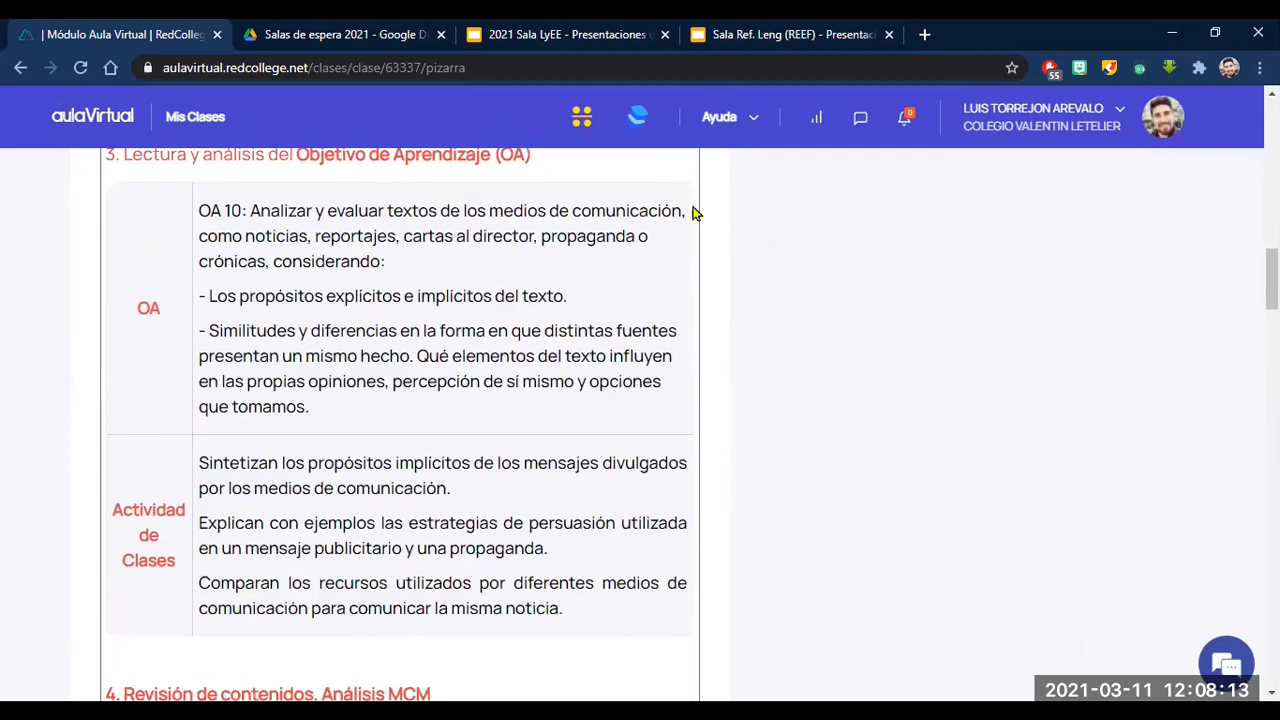 | Módulo Aula Virtual | RedColleg
Salas de espera 2021 - Google D
2021 Sala LyEE - Presentaciones
Sala Ref. Leng (REEF) - Presentac
aulavirtual.redcollege.net/clases/clase/63337/pizarra
55
aulaVirtual
Mis Clases
Ayuda
0
LUIS TORREJON AREVALO
COLEGIO VALENTIN LETELIER
3. Lectura y análisis del Objetivo de Aprendizaje (OA)
OA
OA 10: Analizar y evaluar textos de los medios de comunicación,
como noticias, reportajes, cartas al director, propaganda o
crónicas, considerando:
- Los propósitos explícitos e implícitos del texto.
- Similitudes y diferencias en la forma en que distintas fuentes
presentan un mismo hecho. Qué elementos del texto influyen
en las propias opiniones, percepción de sí mismo y opciones
que tomamos.
Actividad
de
Clases
Sintetizan los propósitos implícitos de los mensajes divulgados
por los medios de comunicación.
Explican con ejemplos las estrategias de persuasión utilizada
en un mensaje publicitario y una propaganda.
Comparan los recursos utilizados por diferentes medios de
comunicación para comunicar la misma noticia.
4. Revisión de contenidos. Análisis MCM
2021-03-11 12:08:13